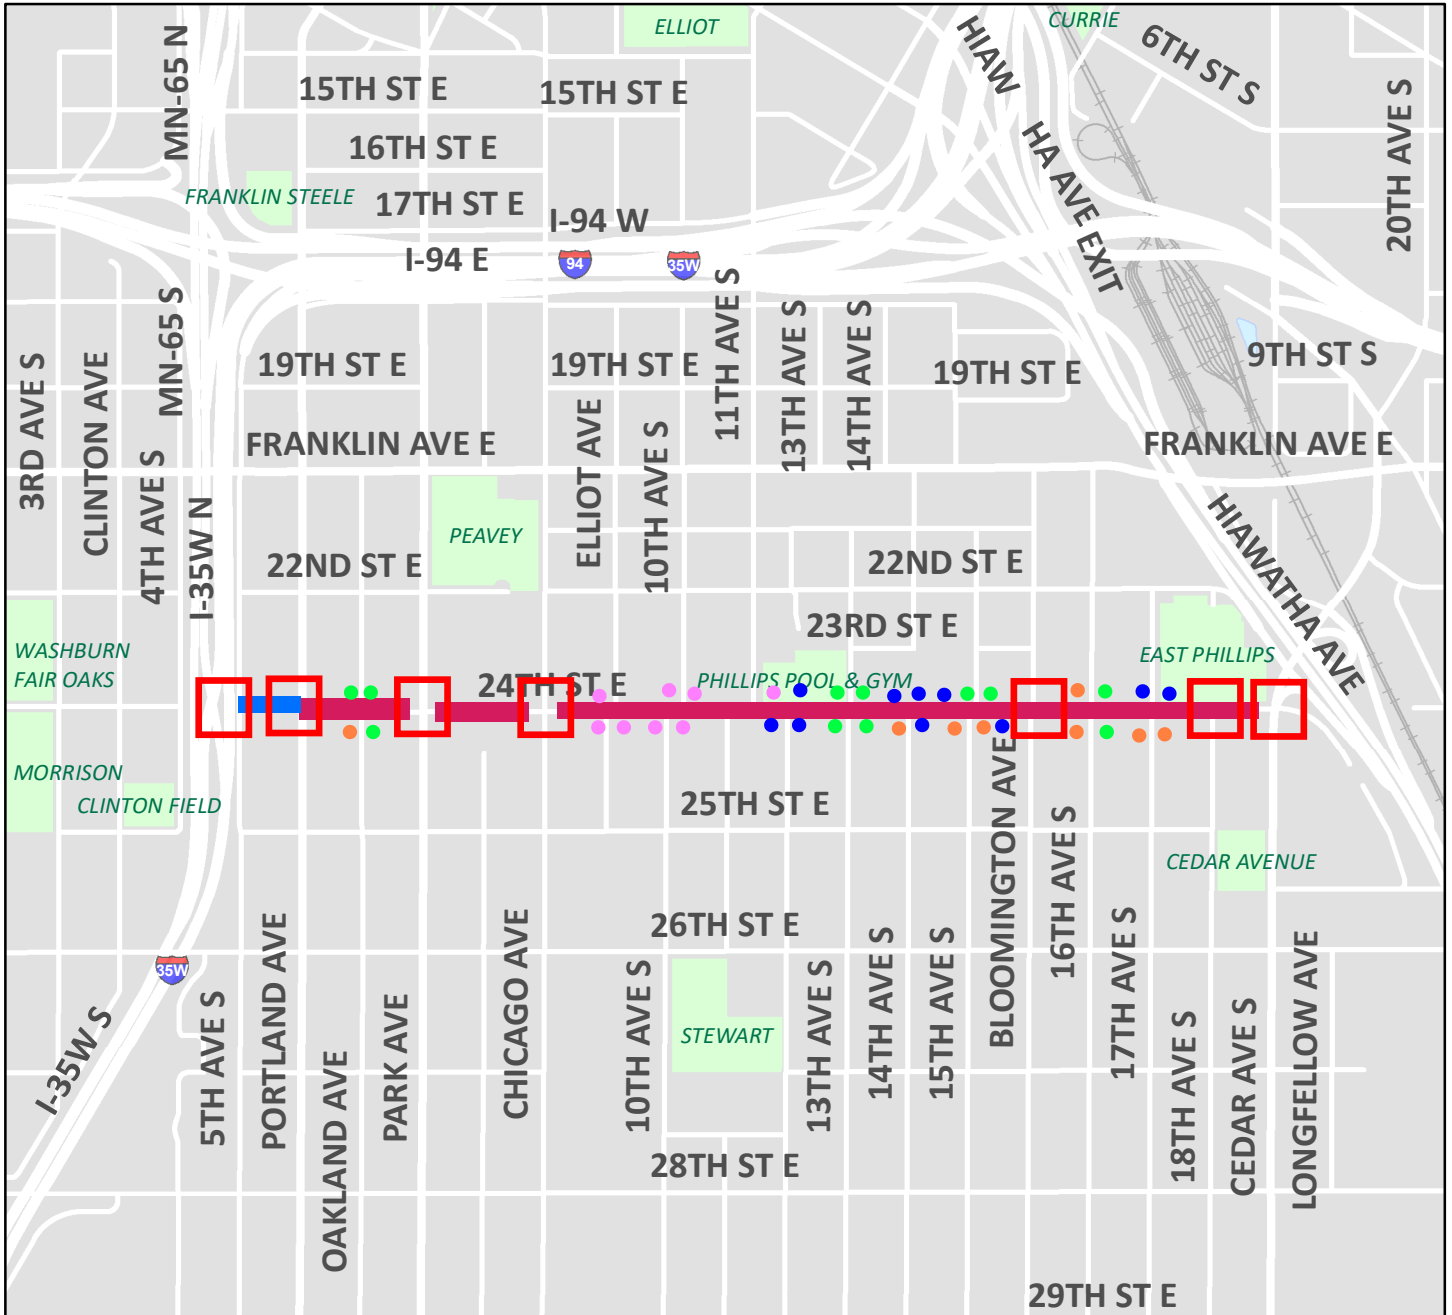 ELLIOT
CURRIE
6TH ST S
HIAW
MN-65 N
15TH ST E
15TH ST E
20TH AVE S
16TH ST E
HA AVE EXIT
FRANKLIN STEELE
17TH ST E
I-94 W
I-94 E
94
35W
MN-65 S
11TH AVE S
13TH AVE S
14TH AVE S
3RD AVE S
CLINTON AVE
19TH ST E
19TH ST E
19TH ST E
9TH ST S
4TH AVE S
FRANKLIN AVE E
ELLIOT AVE
10TH AVE S
FRANKLIN AVE E
I-35W N
PEAVEY
22ND ST E
22ND ST E
HIAWATHA AVE
23RD ST E
WASHBURN
FAIR OAKS
EAST PHILLIPS
24TH ST E
PHILLIPS POOL & GYM
MORRISON
CLINTON FIELD
25TH ST E
BLOOMINGTON AVE
16TH AVE S
CEDAR AVENUE
26TH ST E
35W
I-35W S
5TH AVE S
PORTLAND AVE
OAKLAND AVE
PARK AVE
CHICAGO AVE
10TH AVE S
STEWART
13TH AVE S
14TH AVE S
15TH AVE S
17TH AVE S
18TH AVE S
CEDAR AVE S
LONGFELLOW AVE
28TH ST E
29TH ST E